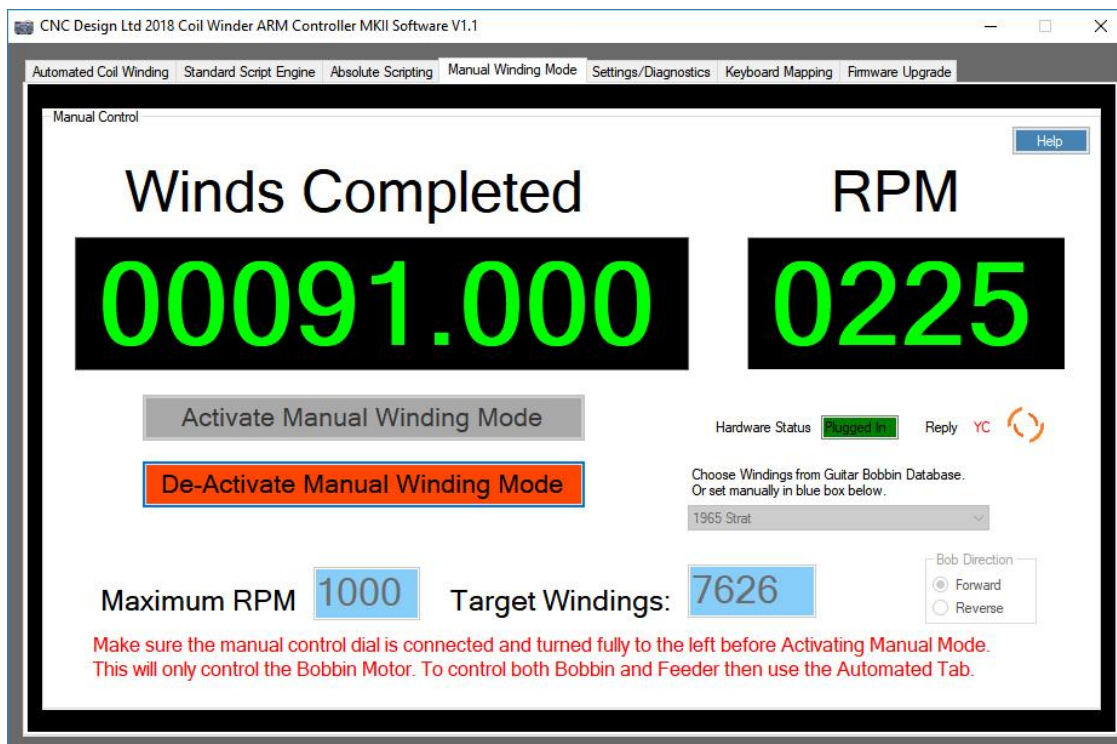 CNC Design Ltd 2018 Coil Winder ARM Controller MKII Software V1.1
Automated Coil Winding Standard Script Engine Absolute Scripting Manual Winding Mode Settings/Diagnostics Keyboard Mapping Firmware Upgrade
Manual Control
Help
Winds Completed RPM
00091.000 0225
Activate Manual Winding Mode
Hardware Status Plugged In Reply YC
De-Activate Manual Winding Mode
Choose Windings from Guitar Bobbin Database.
Or set manually in blue box below.
1965 Strat
Bob Direction
Forward
Reverse
Maximum RPM 1000 Target Windings: 7626
Make sure the manual control dial is connected and turned fully to the left before Activating Manual Mode.
This will only control the Bobbin Motor. To control both Bobbin and Feeder then use the Automated Tab.